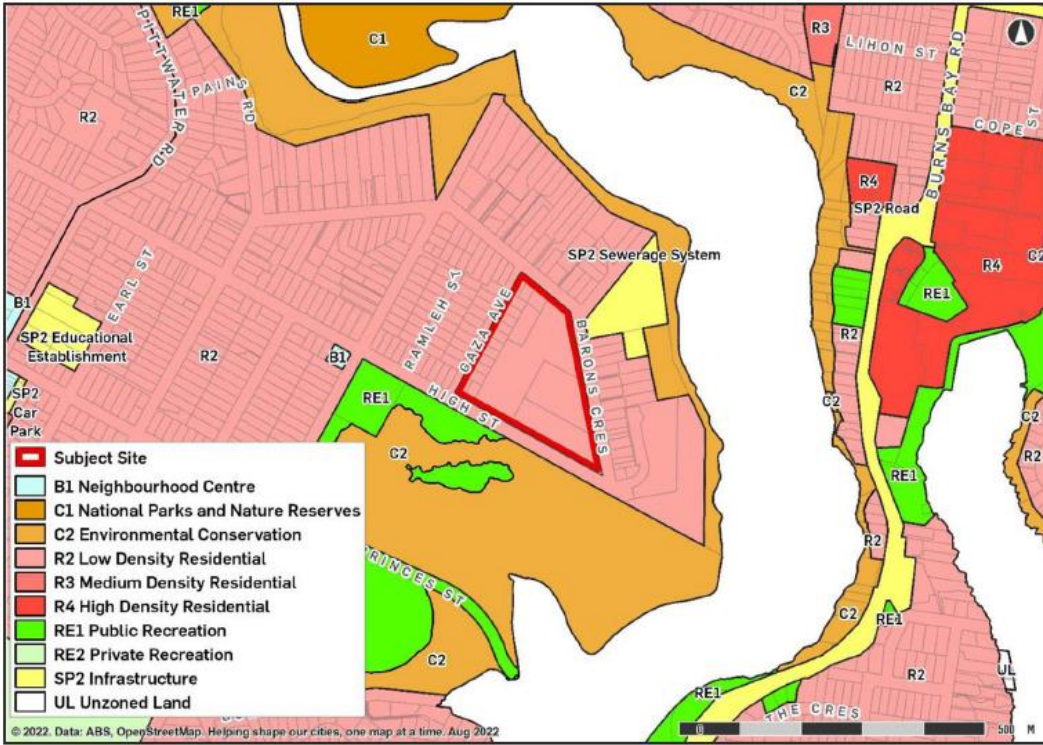 RE1
C1
R3
LIHON ST
R2
BURNS BAY RD
COPE ST
PITTWATER RD
PAINS RD
R2
C2
R4
SP2 Road
R4
C2
RE1
SP2 Sewerage System
EARL ST
RAMLEH ST
GAZA AVE
BARONS CRES
B1
SP2 Educational
Establishment
R2
B1
R2
SP2
Car
Park
RE1
HIGH ST
C2
C2
C2
R2
RE1
R2
PRINCES ST
C2
C2
RE1
R2
UL
RE1
THE CRES
Subject Site
B1 Neighbourhood Centre
C1 National Parks and Nature Reserves
C2 Environmental Conservation
R2 Low Density Residential
R3 Medium Density Residential
R4 High Density Residential
RE1 Public Recreation
RE2 Private Recreation
SP2 Infrastructure
UL Unzoned Land
© 2022. Data: ABS, OpenStreetMap. Helping shape our cities, one map at a time. Aug 2022
0 500 M